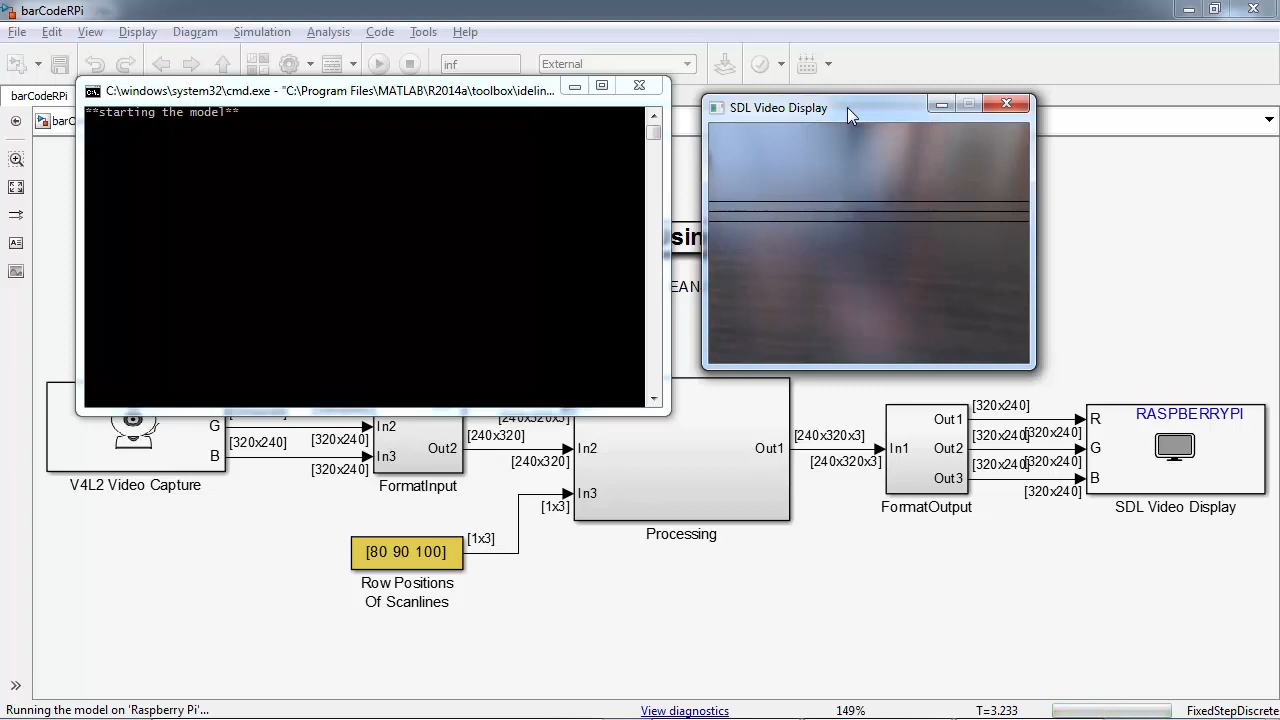 barCodeRPi
File Edit View Display Diagram Simulation Analysis Code Tools Help
inf
External
barCodeRPi
C:\windows\system32\cmd.exe - "C:\Program Files\MATLAB\R2014a\toolbox\idelin...
**starting the model**
SDL Video Display
barC
sin
EAN
G
B
[320x240]
[320x240]
[320x240]
V4L2 Video Capture
In2
In3
Out2
FormatInput
[240x320]
[240x320]
[1x3]
[1x3]
In2
In3
Out1
Processing
[80 90 100]
Row Positions
Of Scanlines
[240x320x3]
[240x320x3]
In1
Out1
Out2
Out3
FormatOutput
[320x240]
[320x240]
[320x240]
[320x240]
[320x240]
[320x240]
R
G
B
RASPBERRYPI
SDL Video Display
Running the model on 'Raspberry Pi'...
View diagnostics
149%
T=3.233
FixedStepDiscrete